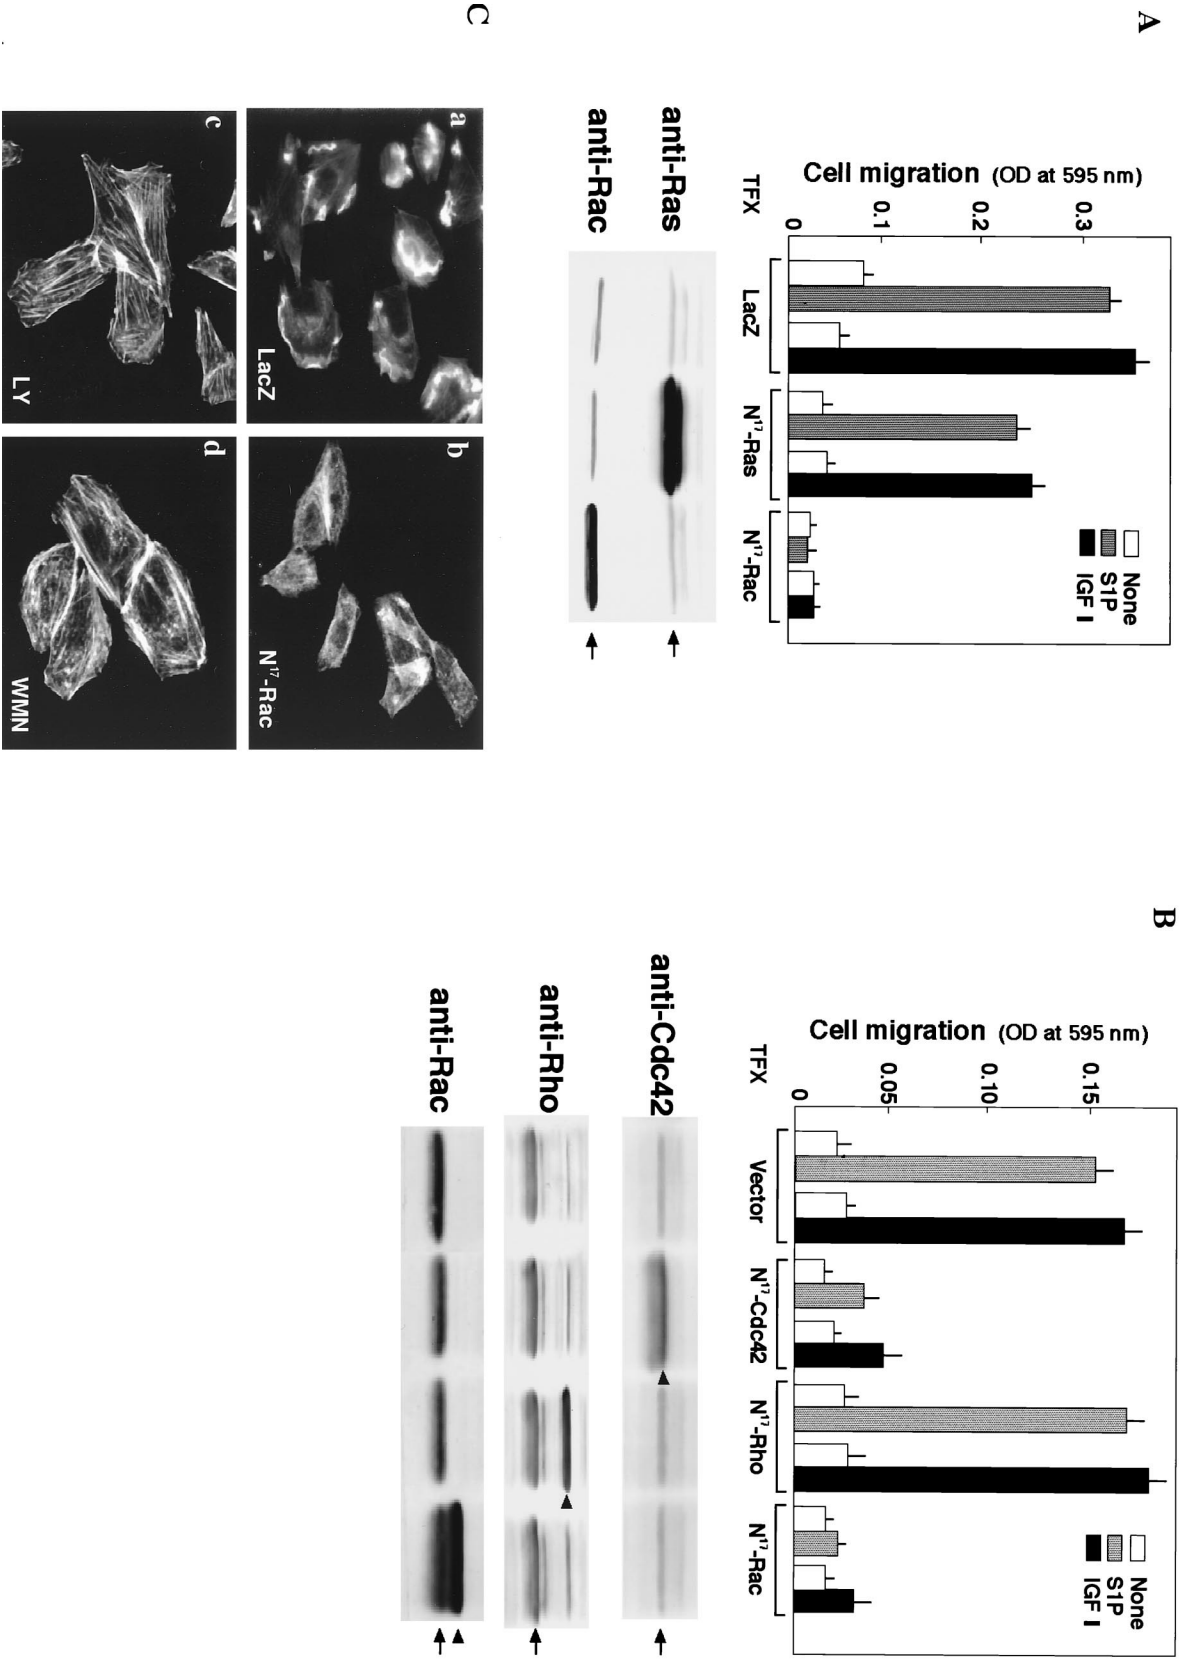 A
Cell migration (OD at 595 nm)
0.3
0.2
0.1
0
None
S1P
IGF I
TFX
LacZ
N¹⁷-Ras
N¹⁷-Rac
anti-Ras
anti-Rac
B
Cell migration (OD at 595 nm)
0.15
0.10
0.05
0
None
S1P
IGF I
TFX
Vector
N¹⁷-Cdc42
N¹⁷-Rho
N¹⁷-Rac
anti-Cdc42
anti-Rho
anti-Rac
C
a
LacZ
b
N¹⁷-Rac
c
LY
d
WMN